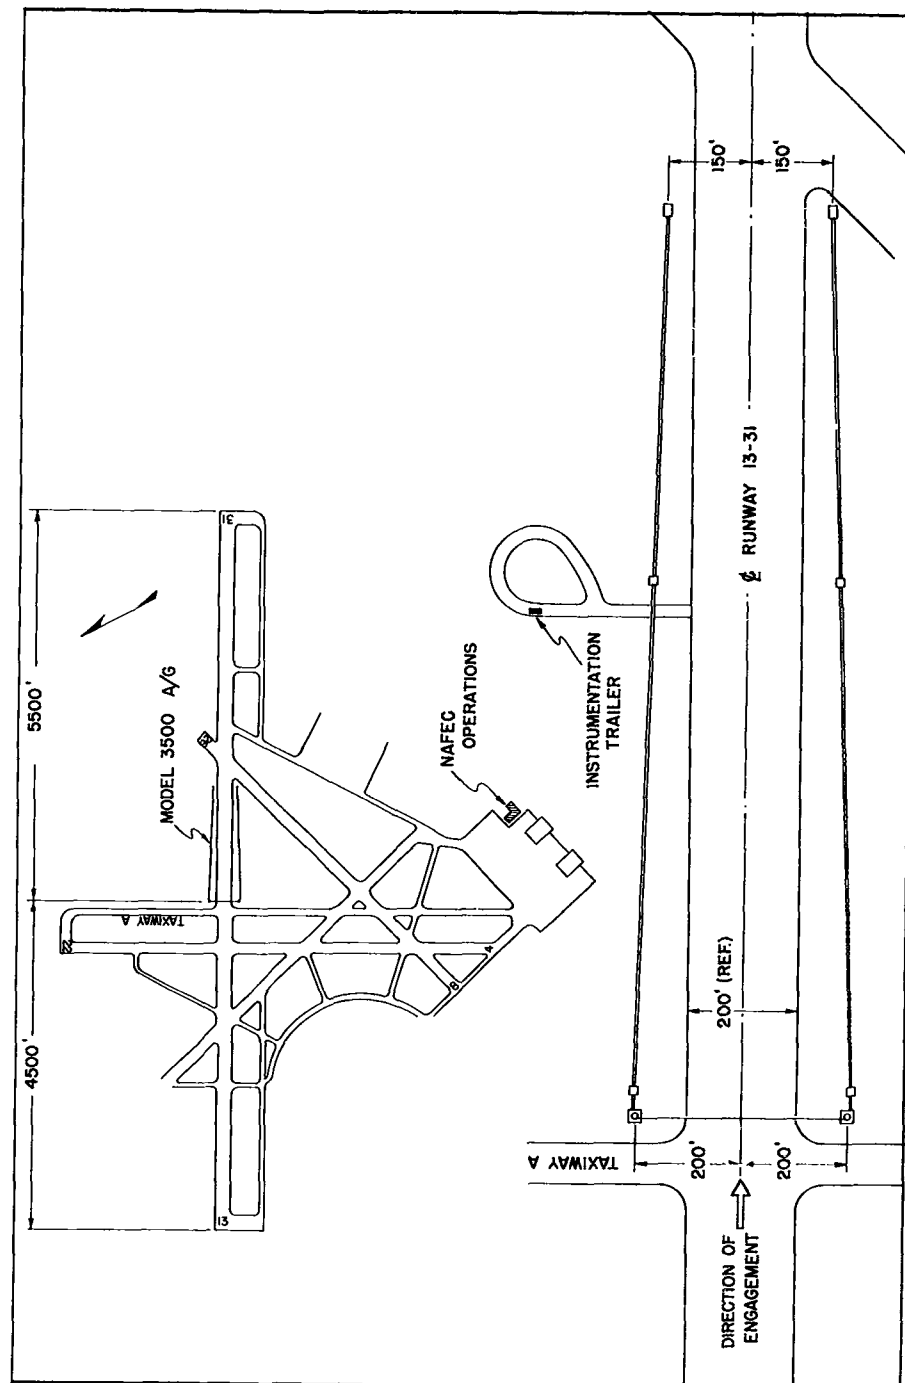 4500'
5500'
22
TAXIWAY A
MODEL 3500 A/G
13
31
4
8
NAFEC
OPERATIONS
INSTRUMENTATION
TRAILER
TAXIWAY A
200'
200'
200' (REF.)
150'
150'
℄ RUNWAY 13-31
DIRECTION OF
ENGAGEMENT